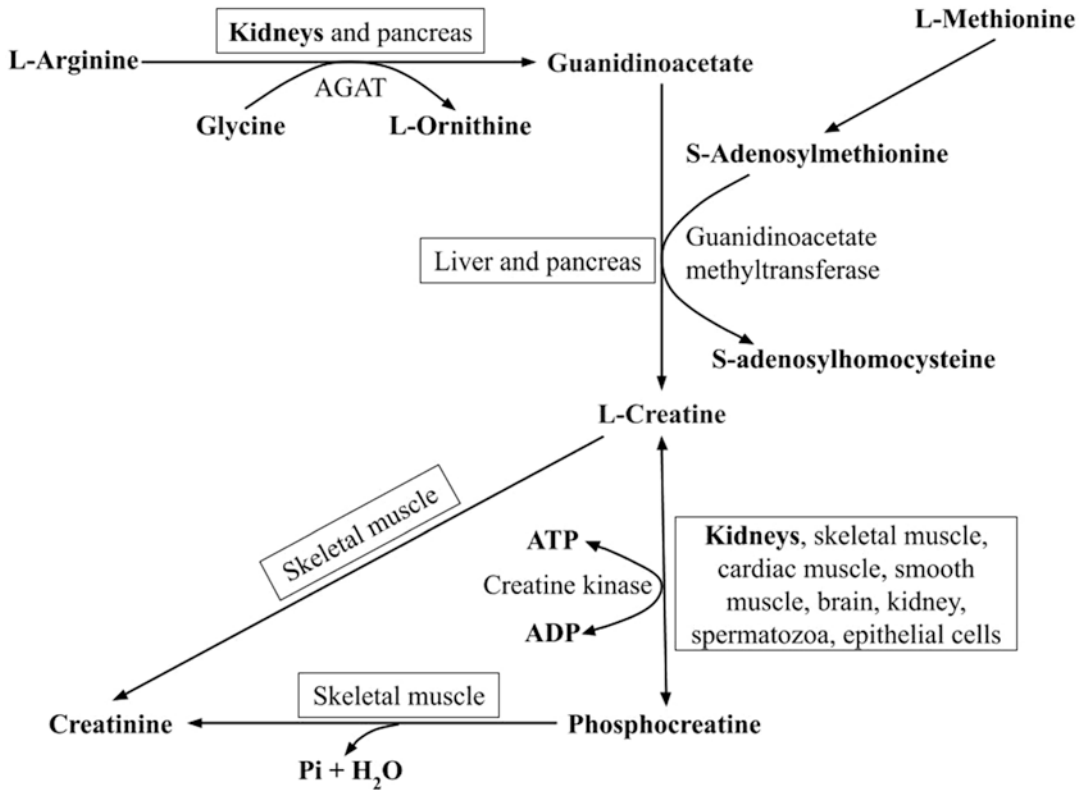 L-Methionine
Kidneys and pancreas
L-Arginine
Guanidinoacetate
AGAT
Glycine
L-Ornithine
S-Adenosylmethionine
Guanidinoacetate
methyltransferase
Liver and pancreas
S-adenosylhomocysteine
L-Creatine
Skeletal muscle
ATP
Creatine kinase
ADP
Kidneys, skeletal muscle,
cardiac muscle, smooth
muscle, brain, kidney,
spermatozoa, epithelial cells
Skeletal muscle
Creatinine
Phosphocreatine
Pi + H₂O